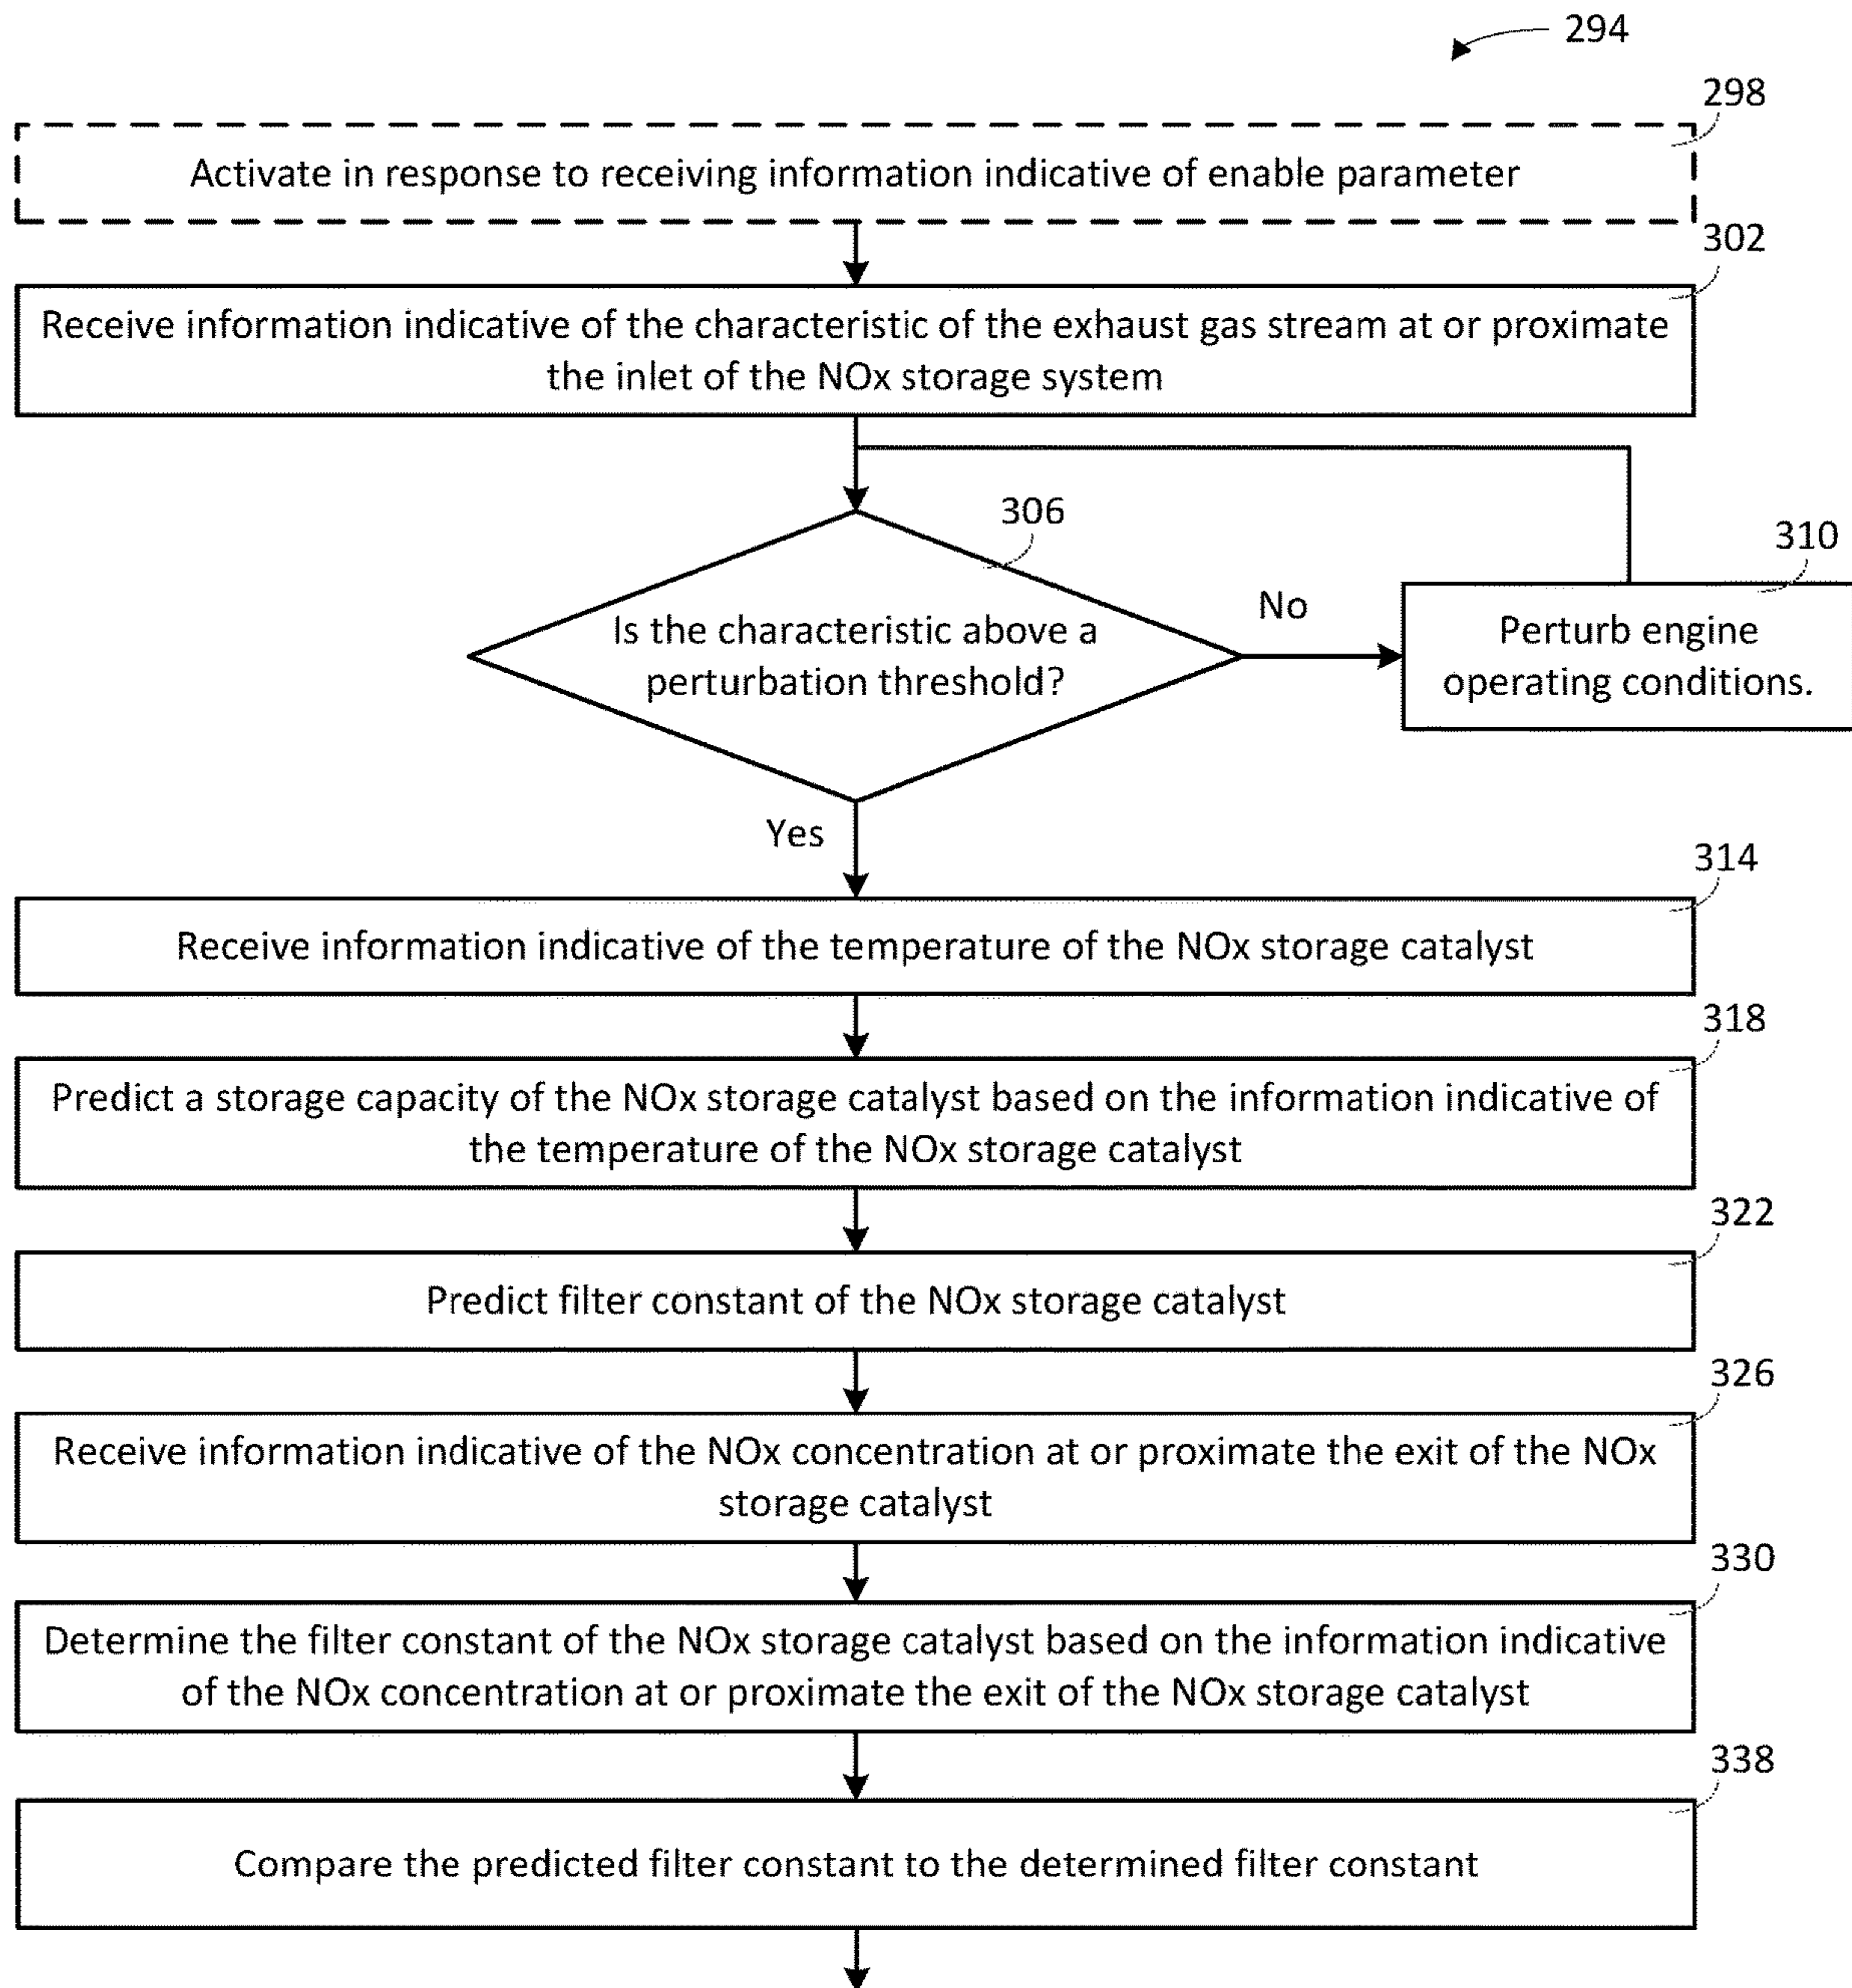 294
298
Activate in response to receiving information indicative of enable parameter
302
Receive information indicative of the characteristic of the exhaust gas stream at or proximate
the inlet of the NOx storage system
306
310
Is the characteristic above a
perturbation threshold?
No
Perturb engine
operating conditions.
Yes
314
Receive information indicative of the temperature of the NOx storage catalyst
318
Predict a storage capacity of the NOx storage catalyst based on the information indicative of
the temperature of the NOx storage catalyst
322
Predict filter constant of the NOx storage catalyst
326
Receive information indicative of the NOx concentration at or proximate the exit of the NOx
storage catalyst
330
Determine the filter constant of the NOx storage catalyst based on the information indicative
of the NOx concentration at or proximate the exit of the NOx storage catalyst
338
Compare the predicted filter constant to the determined filter constant